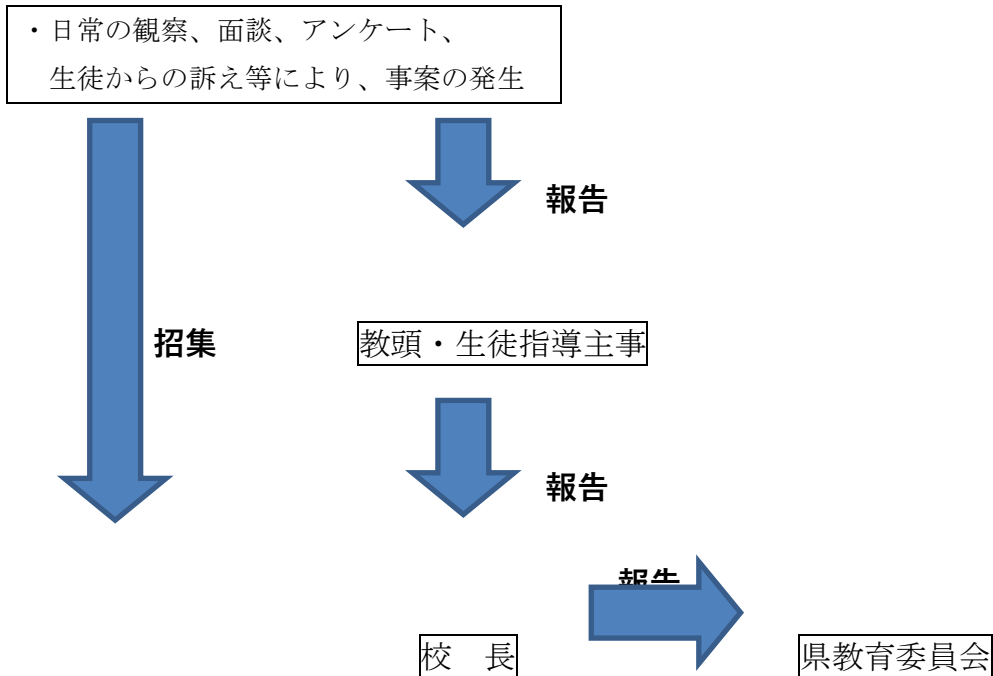 ・日常の観察、面談、アンケート、
生徒からの訴え等により、事案の発生
報告
招集
教頭・生徒指導主事
報告
報告
校　長
県教育委員会